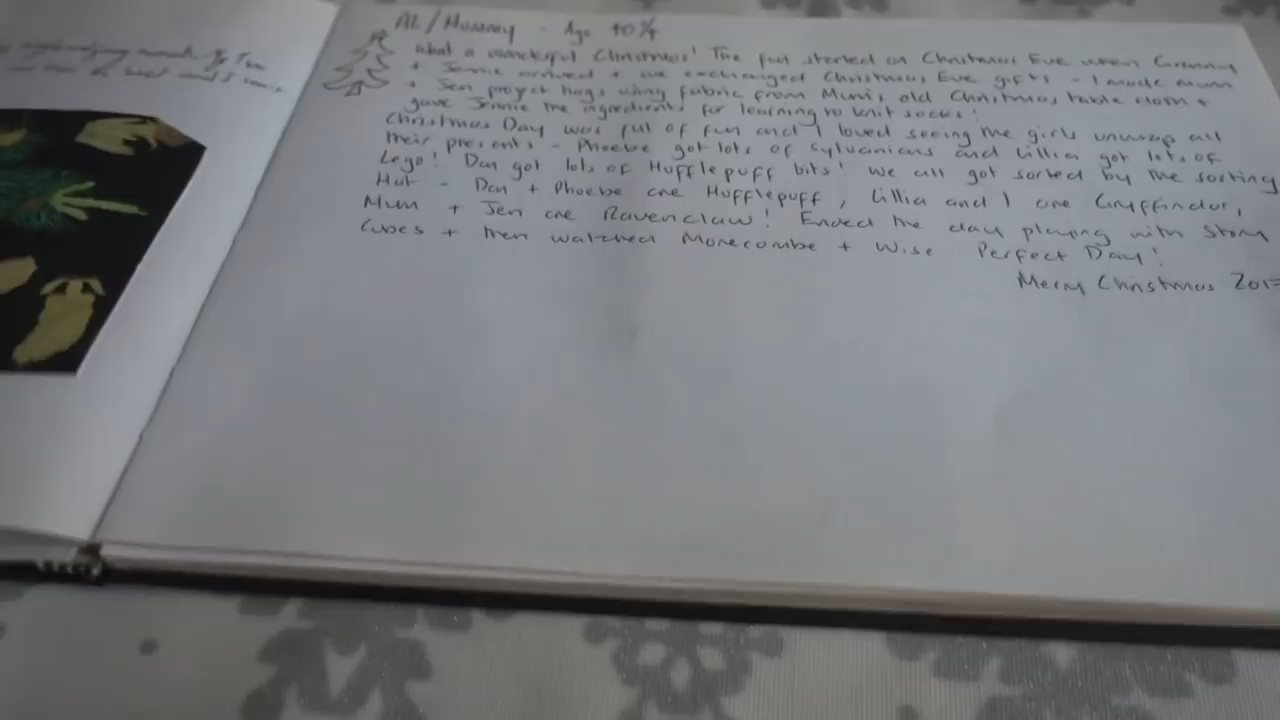 Al / Mummy - Age 40 3/4
What a wonderful Christmas! The fun started on Christmas Eve when Granny
+ Jennie arrived + we exchanged Christmas Eve gifts - I made mum
+ Jen project bags using fabric from Mum's old Christmas table cloth +
gave Jennie the ingredients for learning to knit socks!
Christmas Day was ful of fun and I loved seeing the girls unwrap all
their presents - Phoebe got lots of Sylvanians and Lillia got lots of
Lego! Dan got lots of Hufflepuff bits! We all got sorted by the sorting
Hat - Dan + Phoebe are Hufflepuff, Lillia and I are Gryffindor,
Mum + Jen are Ravenclaw! Ended the day playing with Story
Cubes + then watched Morecombe + Wise. Perfect Day!
Merry Christmas 2017